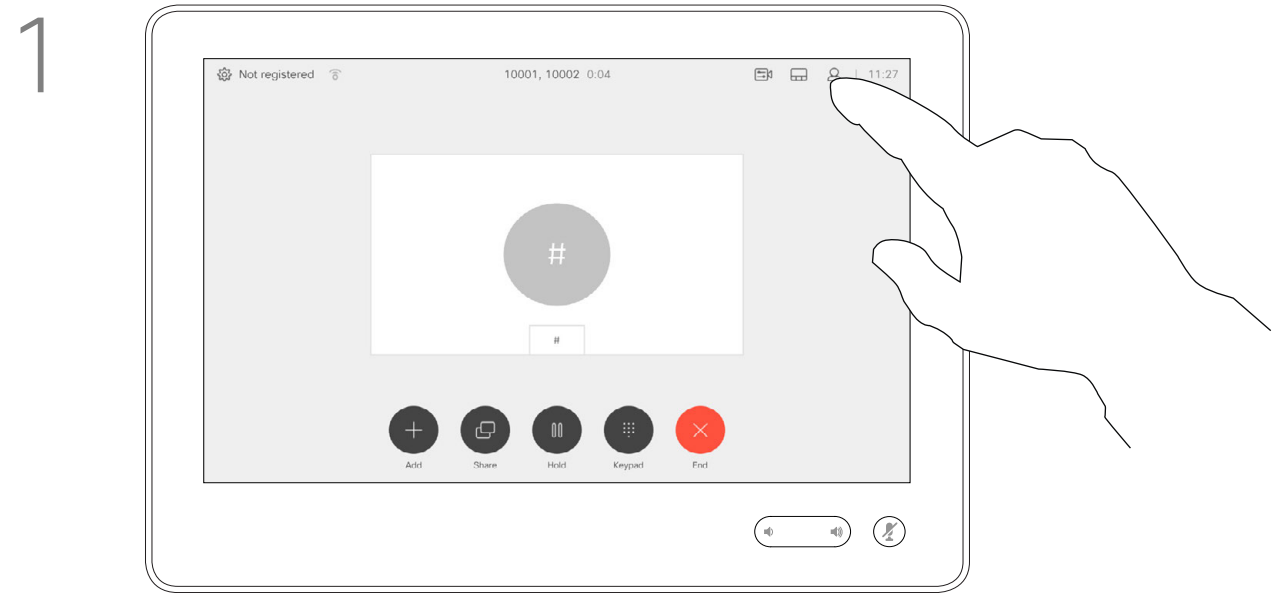 1
Not registered
10001, 10002 0:04
11:27
#
#
Add Share Hold Keypad End